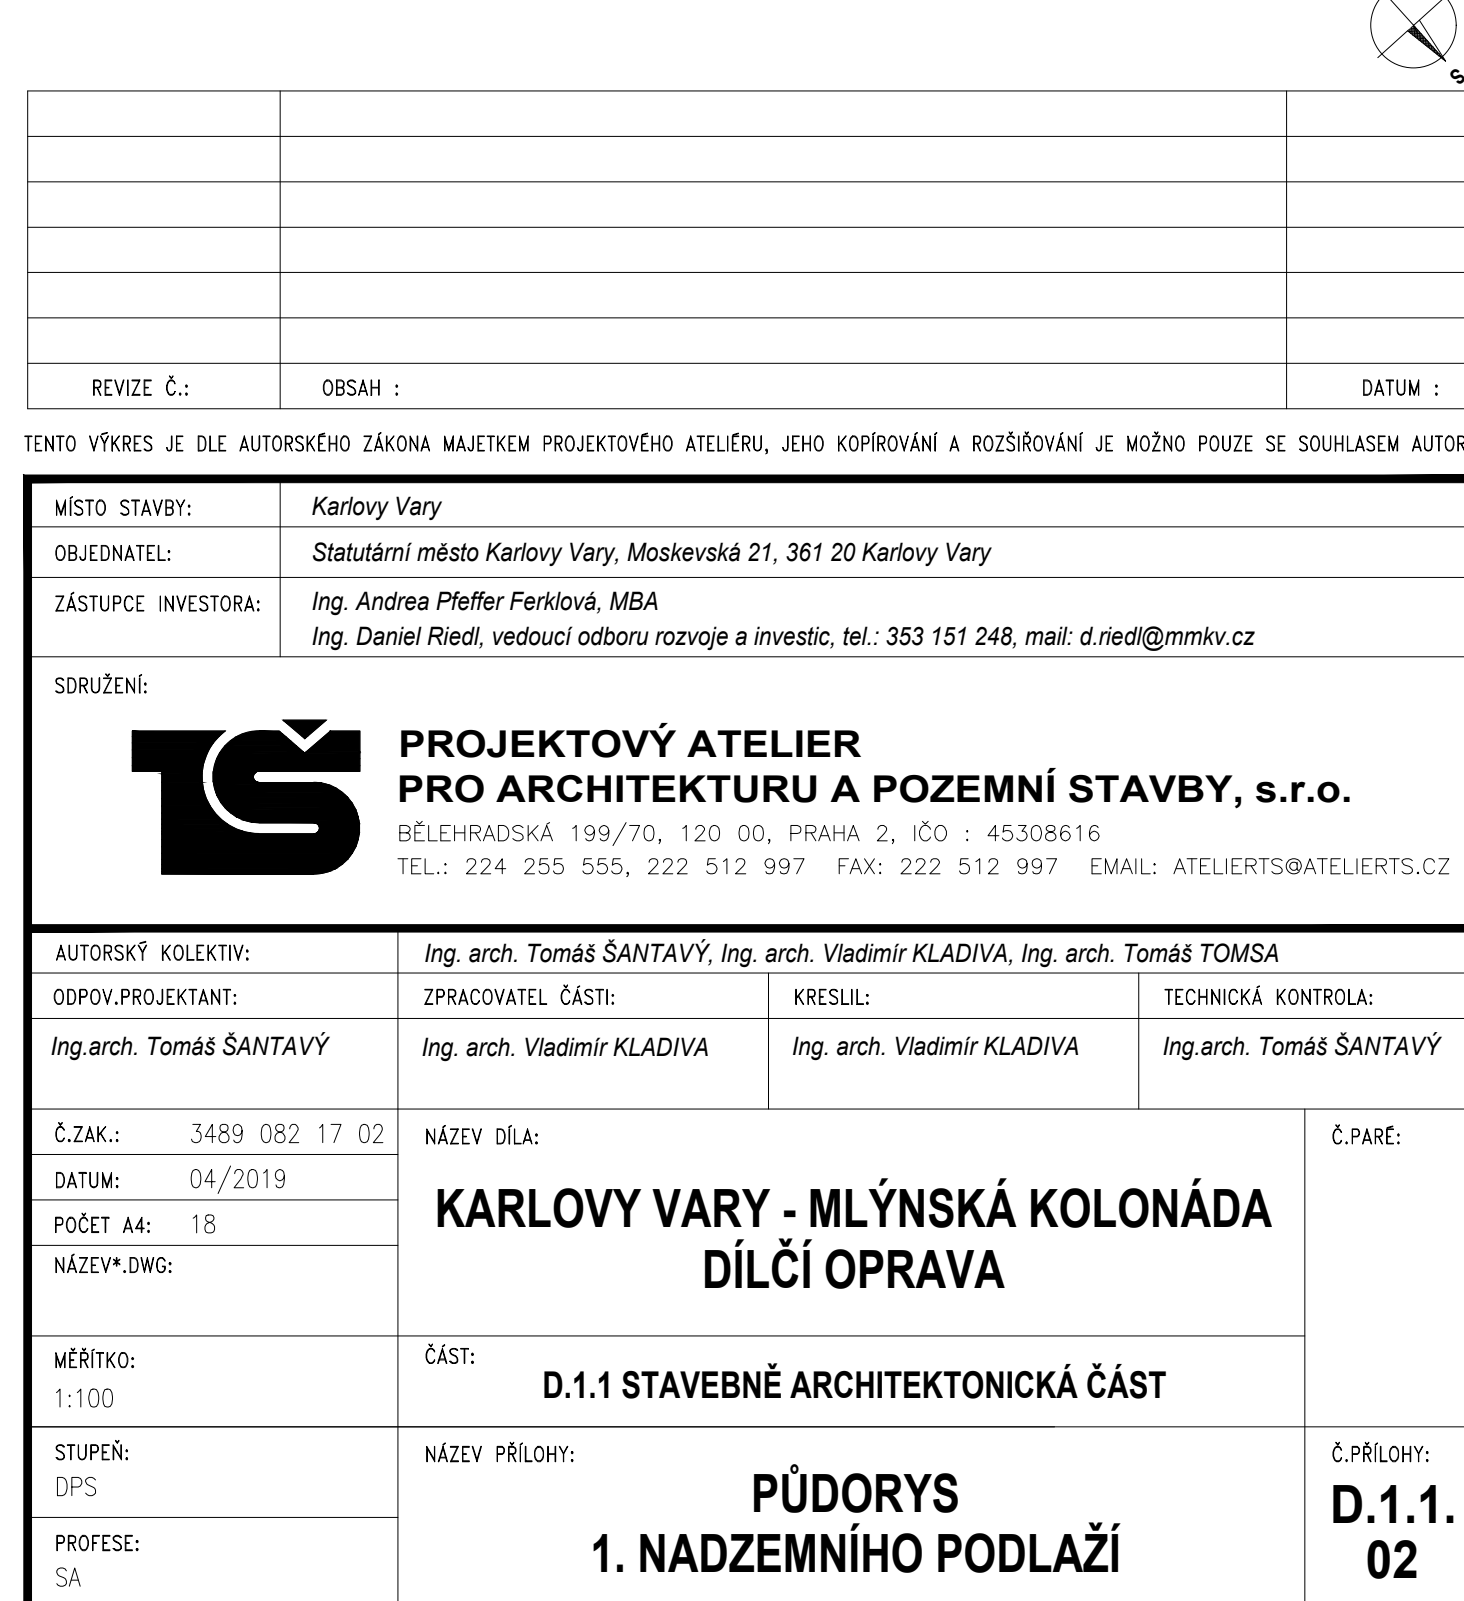 S
REVIZE Č.: OBSAH : DATUM :
TENTO VÝKRES JE DLE AUTORSKÉHO ZÁKONA MAJETKEM PROJEKTOVÉHO ATELIÉRU, JEHO KOPÍROVÁNÍ A ROZŠIŘOVÁNÍ JE MOŽNO POUZE SE SOUHLASEM AUTOR
MÍSTO STAVBY: Karlovy Vary
OBJEDNATEL: Statutární město Karlovy Vary, Moskevská 21, 361 20 Karlovy Vary
ZÁSTUPCE INVESTORA: Ing. Andrea Pfeffer Ferklová, MBA
Ing. Daniel Riedl, vedoucí odboru rozvoje a investic, tel.: 353 151 248, mail: d.riedl@mmkv.cz
SDRUŽENÍ:
TŠ
PROJEKTOVÝ ATELIER
PRO ARCHITEKTURU A POZEMNÍ STAVBY, s.r.o.
BĚLEHRADSKÁ 199/70, 120 00, PRAHA 2, IČO : 45308616
TEL.: 224 255 555, 222 512 997 FAX: 222 512 997 EMAIL: ATELIERTS@ATELIERTS.CZ
AUTORSKÝ KOLEKTIV: Ing. arch. Tomáš ŠANTAVÝ, Ing. arch. Vladimír KLADIVA, Ing. arch. Tomáš TOMSA
ODPOV.PROJEKTANT: ZPRACOVATEL ČÁSTI: KRESLIL: TECHNICKÁ KONTROLA:
Ing.arch. Tomáš ŠANTAVÝ Ing. arch. Vladimír KLADIVA Ing. arch. Vladimír KLADIVA Ing.arch. Tomáš ŠANTAVÝ
Č.ZAK.: 3489 082 17 02
DATUM: 04/2019
POČET A4: 18
NÁZEV*.DWG:
NÁZEV DÍLA:
KARLOVY VARY - MLÝNSKÁ KOLONÁDA
DÍLČÍ OPRAVA
Č.PARÉ:
MĚŘÍTKO:
1:100
ČÁST:
D.1.1 STAVEBNĚ ARCHITEKTONICKÁ ČÁST
STUPEŇ:
DPS
PROFESE:
SA
NÁZEV PŘÍLOHY:
PŮDORYS
1. NADZEMNÍHO PODLAŽÍ
Č.PŘÍLOHY:
D.1.1.
02